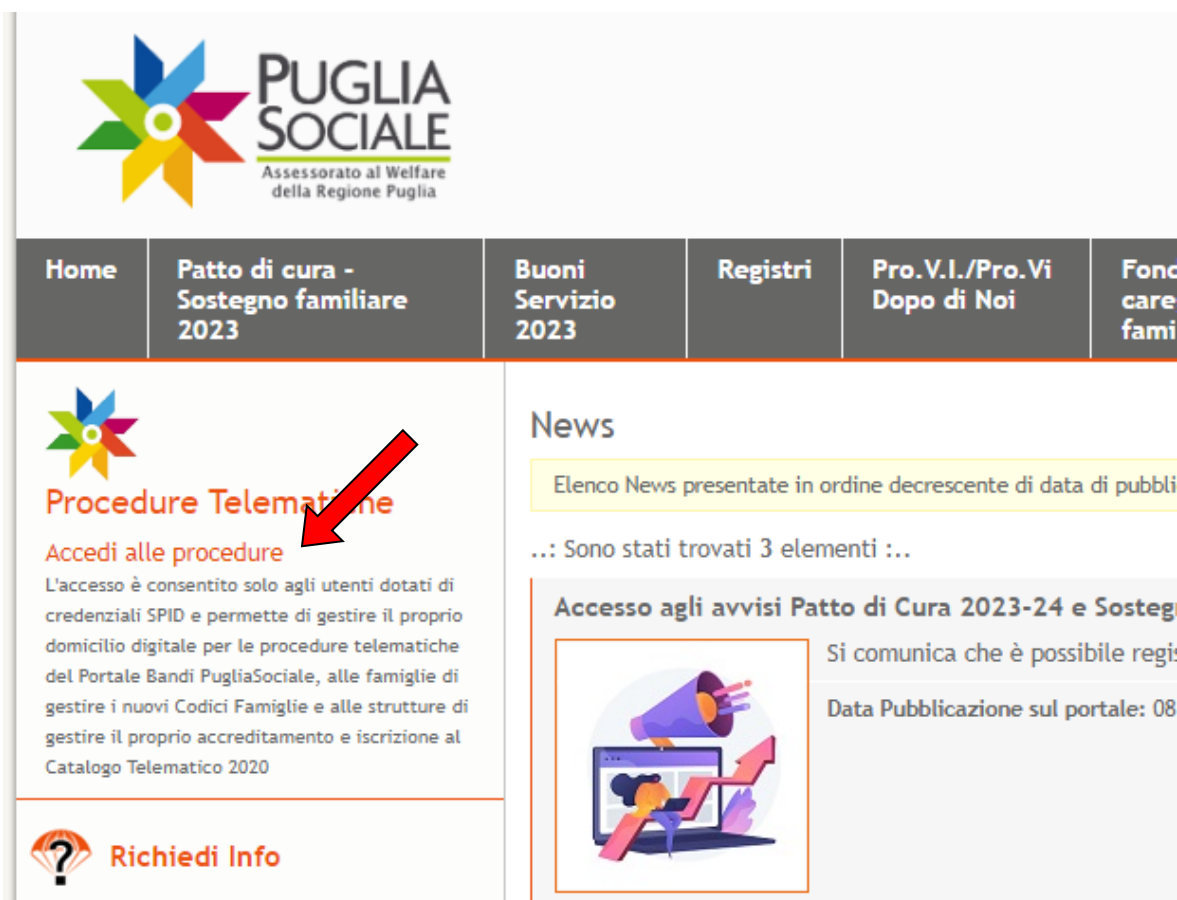 PUGLIA
SOCIALE
Assessorato al Welfare
della Regione Puglia
Home
Patto di cura -
Sostegno familiare
2023
Buoni
Servizio
2023
Registri
Pro.V.I./Pro.Vi
Dopo di Noi
care
Procedure
Accedi alle procedure
L'accesso è consentito solo agli utenti dotati di
credenziali SPID e permette di gestire il proprio
domicilio digitale per le procedure telematiche
del Portale Bandi PugliaSociale, alle famiglie di
gestire i nuovi Codici Famiglie e alle strutture di
gestire il proprio accreditamento e iscrizione al
Catalogo Telematico 2020
Richiedi Info
News
Elenco News presentate in ordine decrescente di data di
..: Sono stati trovati 3 elementi :..
Accesso agli avvisi Patto di Cura 2023-24 e
Si comunica che è possibile
Data Pubblicazione sul portale: 08